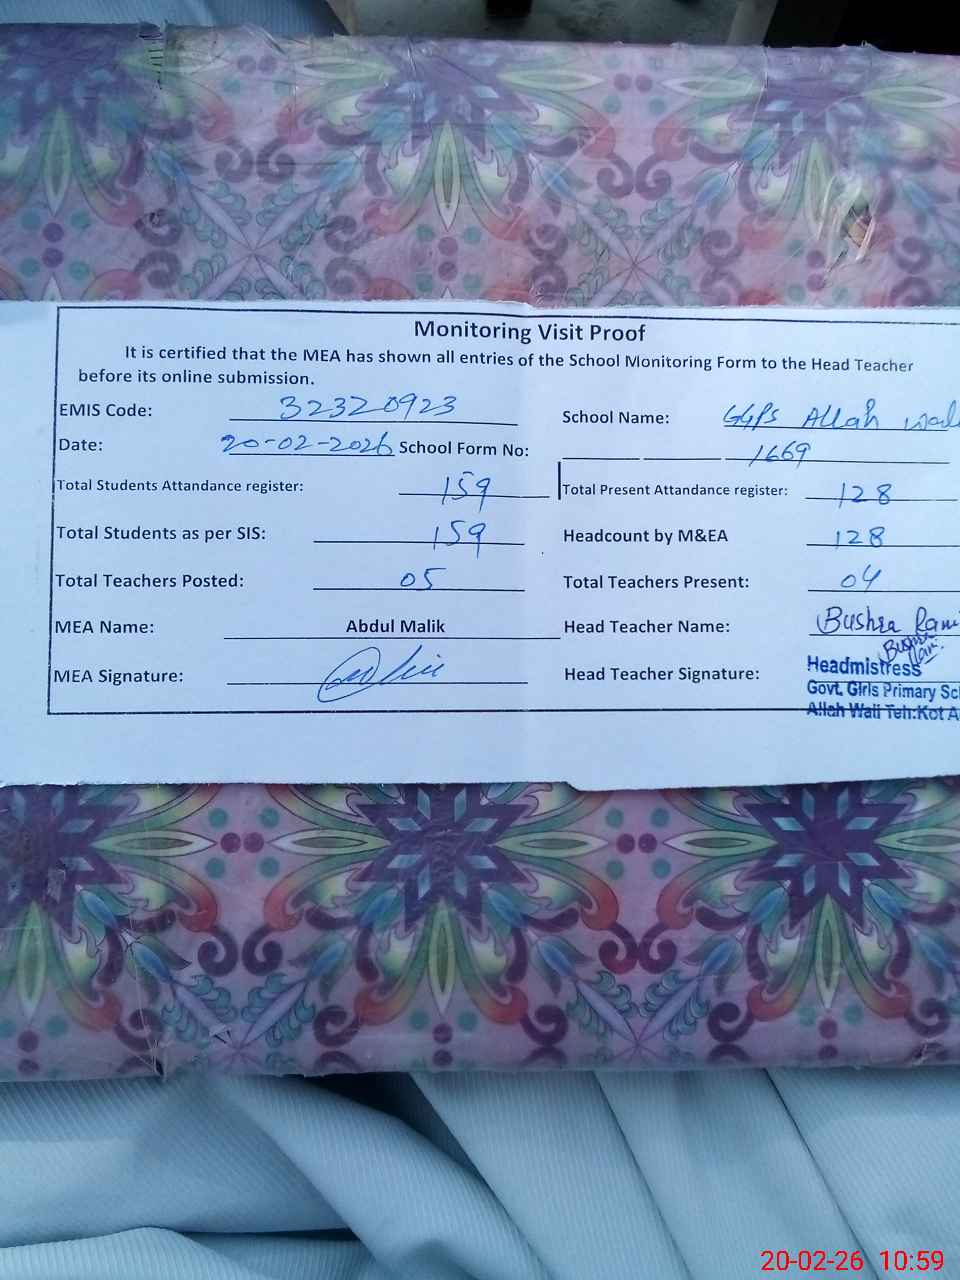 Monitoring Visit Proof
It is certified that the MEA has shown all entries of the School Monitoring Form to the Head Teacher
before its online submission.
EMIS Code: 32320923 School Name: GGPS Allah wali
Date: 20-02-2026 School Form No: 1669
Total Students Attandance register: 159 Total Present Attandance register: 128
Total Students as per SIS: 159 Headcount by M&EA 128
Total Teachers Posted: 05 Total Teachers Present: 04
MEA Name: Abdul Malik Head Teacher Name: Bushra
MEA Signature: Head Teacher Signature: Bushra
Headmistress
Govt. Girls Primary Sc
Allah Wali Teh:Kot A
20-02-26 10:59